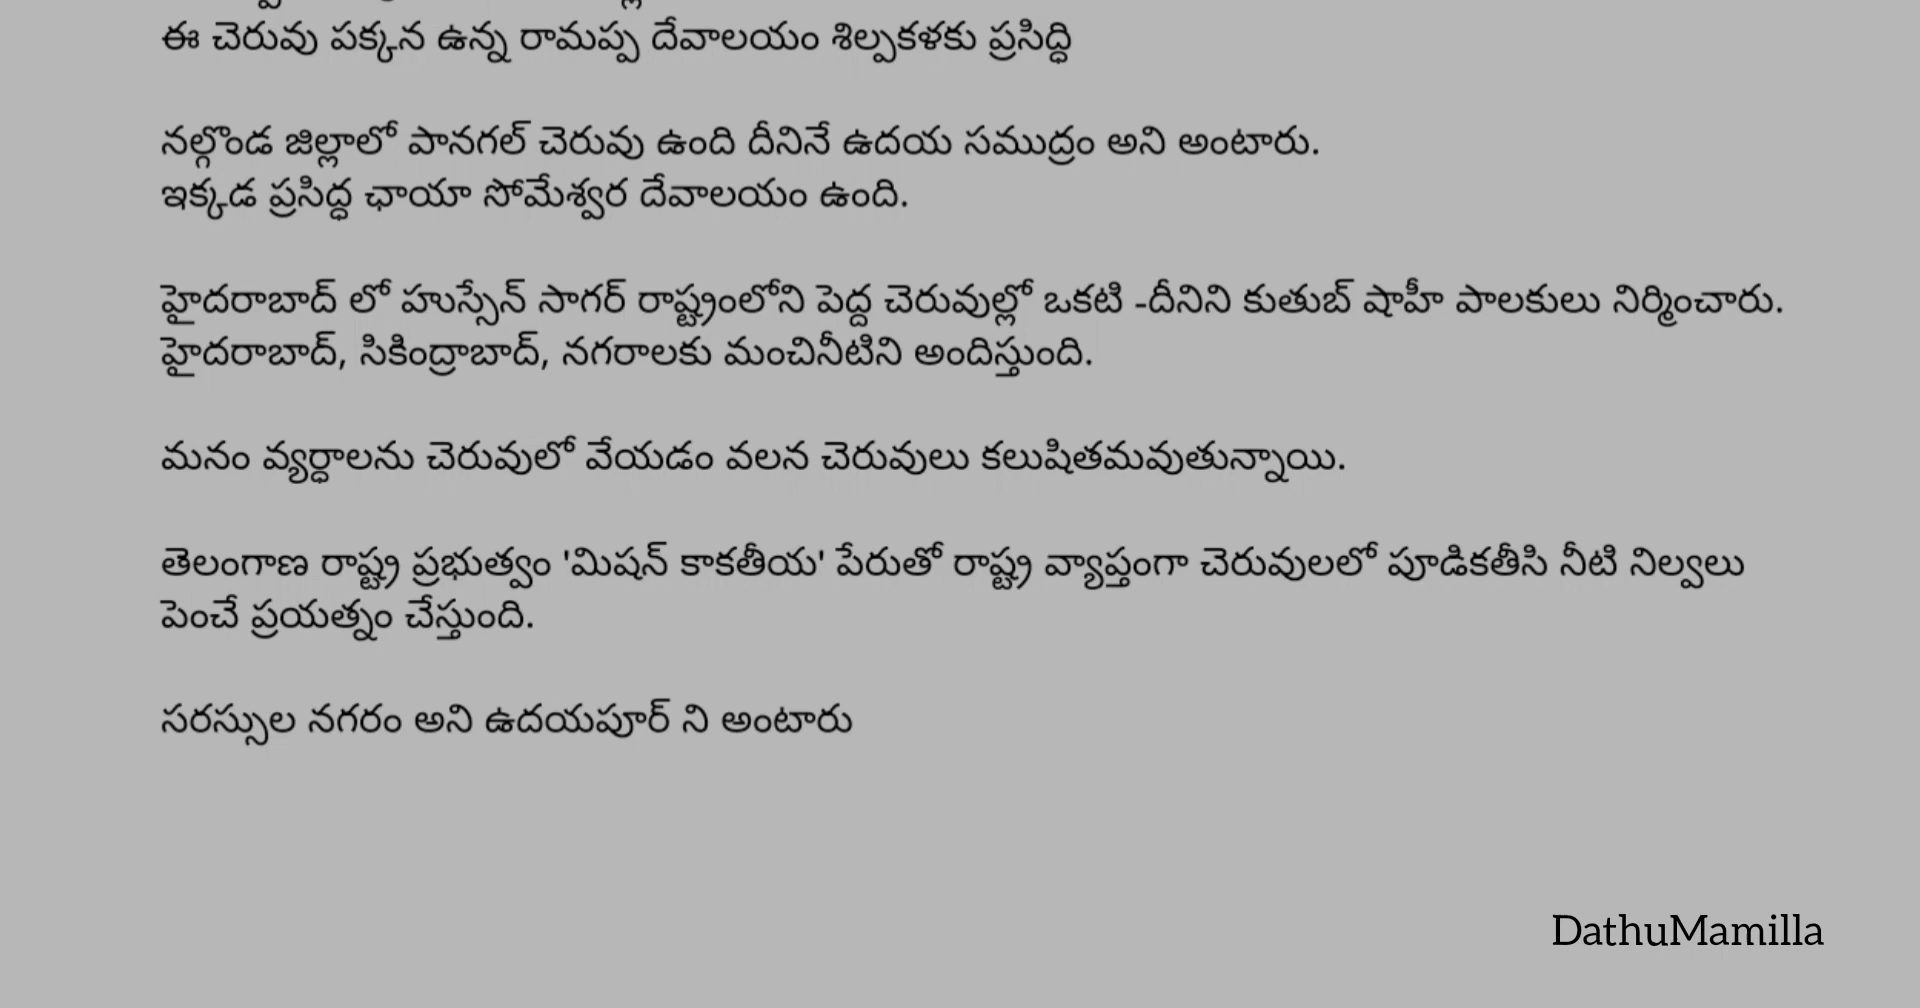 ఈ చెరువు పక్కన ఉన్న రామప్ప దేవాలయం శిల్పకళకు ప్రసిద్ధి
నల్గొండ జిల్లాలో పానగల్ చెరువు ఉంది దీనినే ఉదయ సముద్రం అని అంటారు.
ఇక్కడ ప్రసిద్ధ ఛాయా సోమేశ్వర దేవాలయం ఉంది.
హైదరాబాద్ లో హుస్సేన్ సాగర్ రాష్ట్రంలోని పెద్ద చెరువుల్లో ఒకటి -దీనిని కుతుబ్ షాహీ పాలకులు నిర్మించారు.
హైదరాబాద్, సికింద్రాబాద్, నగరాలకు మంచినీటిని అందిస్తుంది.
మనం వ్యర్ధాలను చెరువులో వేయడం వలన చెరువులు కలుషితమవుతున్నాయి.
తెలంగాణ రాష్ట్ర ప్రభుత్వం 'మిషన్ కాకతీయ' పేరుతో రాష్ట్ర వ్యాప్తంగా చెరువులలో పూడికతీసి నీటి నిల్వలు
పెంచే ప్రయత్నం చేస్తుంది.
సరస్సుల నగరం అని ఉదయపూర్ ని అంటారు
DathuMamilla